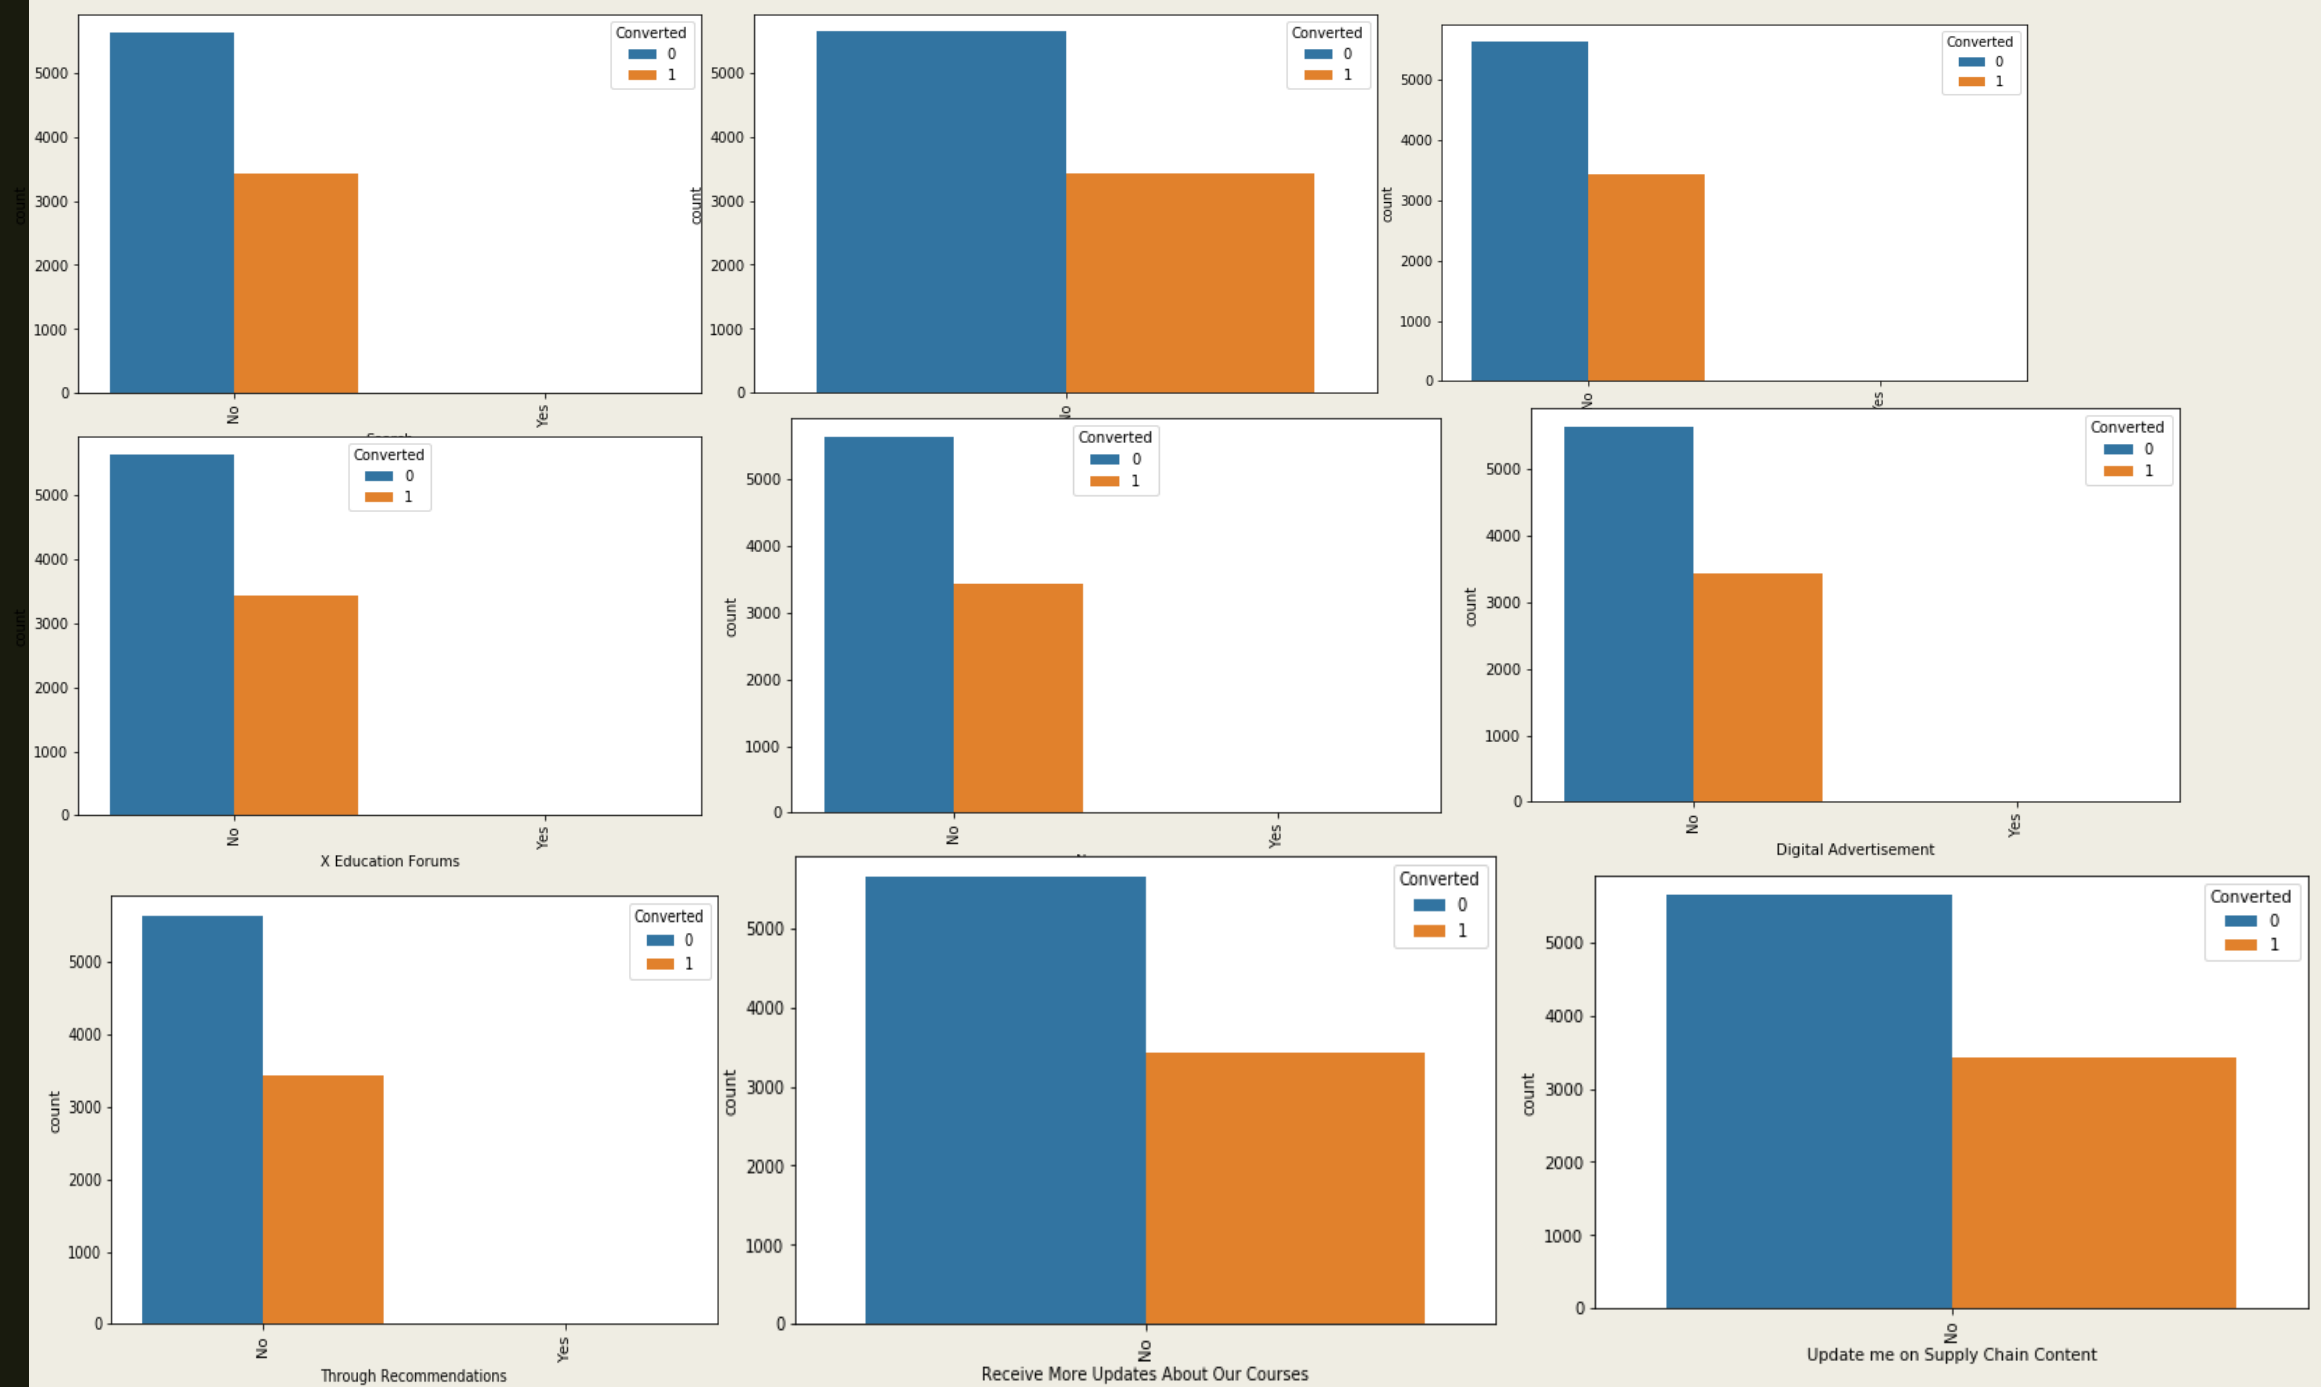 Converted
0
1
5000
4000
3000
2000
1000
0
count
No
Yes
Search
Converted
0
1
5000
4000
3000
2000
1000
0
count
No
Converted
0
1
5000
4000
3000
2000
1000
0
count
No
Yes
Converted
0
1
5000
4000
3000
2000
1000
0
count
No
Yes
X Education Forums
Converted
0
1
5000
4000
3000
2000
1000
0
count
No
Yes
Converted
0
1
5000
4000
3000
2000
1000
0
count
No
Yes
Digital Advertisement
Converted
0
1
5000
4000
3000
2000
1000
0
count
No
Yes
Through Recommendations
Converted
0
1
5000
4000
3000
2000
1000
0
count
No
Receive More Updates About Our Courses
Converted
0
1
5000
4000
3000
2000
1000
0
count
No
Update me on Supply Chain Content